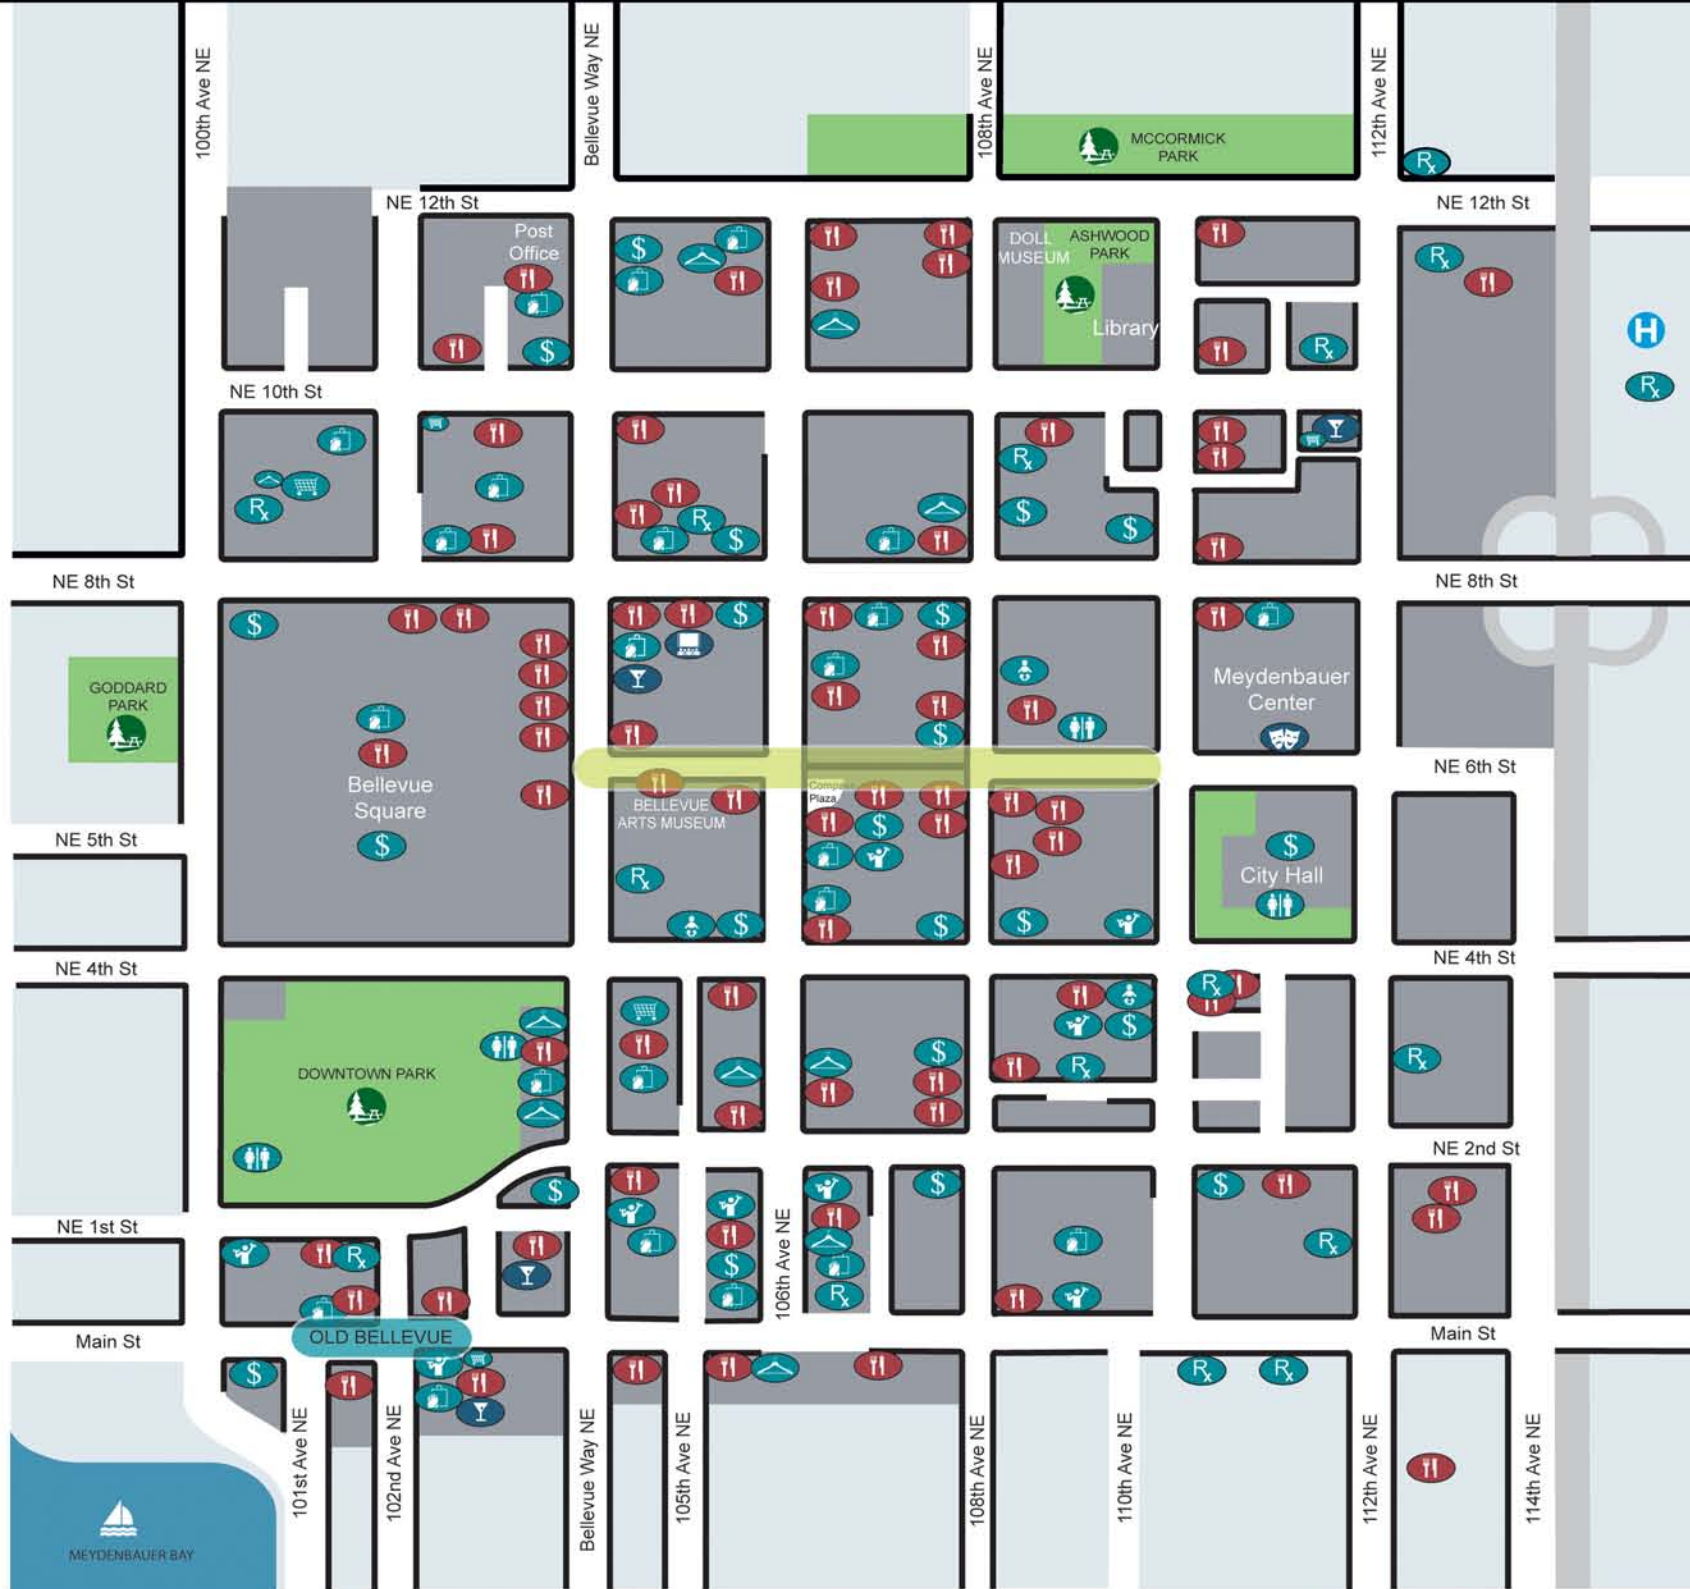 100th Ave NE
Bellevue Way NE
108th Ave NE
112th Ave NE
MCCORMICK
PARK
NE 12th St
NE 12th St
Post
Office
DOLL
MUSEUM
ASHWOOD
PARK
Library
H
NE 10th St
NE 8th St
NE 8th St
GODDARD
PARK
Meydenbauer
Center
Bellevue
Square
BELLEVUE
ARTS MUSEUM
Compass
Plaza
NE 6th St
NE 5th St
City Hall
NE 4th St
NE 4th St
DOWNTOWN PARK
NE 2nd St
NE 1st St
106th Ave NE
Main St
OLD BELLEVUE
Main St
101st Ave NE
102nd Ave NE
Bellevue Way NE
105th Ave NE
108th Ave NE
110th Ave NE
112th Ave NE
114th Ave NE
MEYDENBAUER BAY